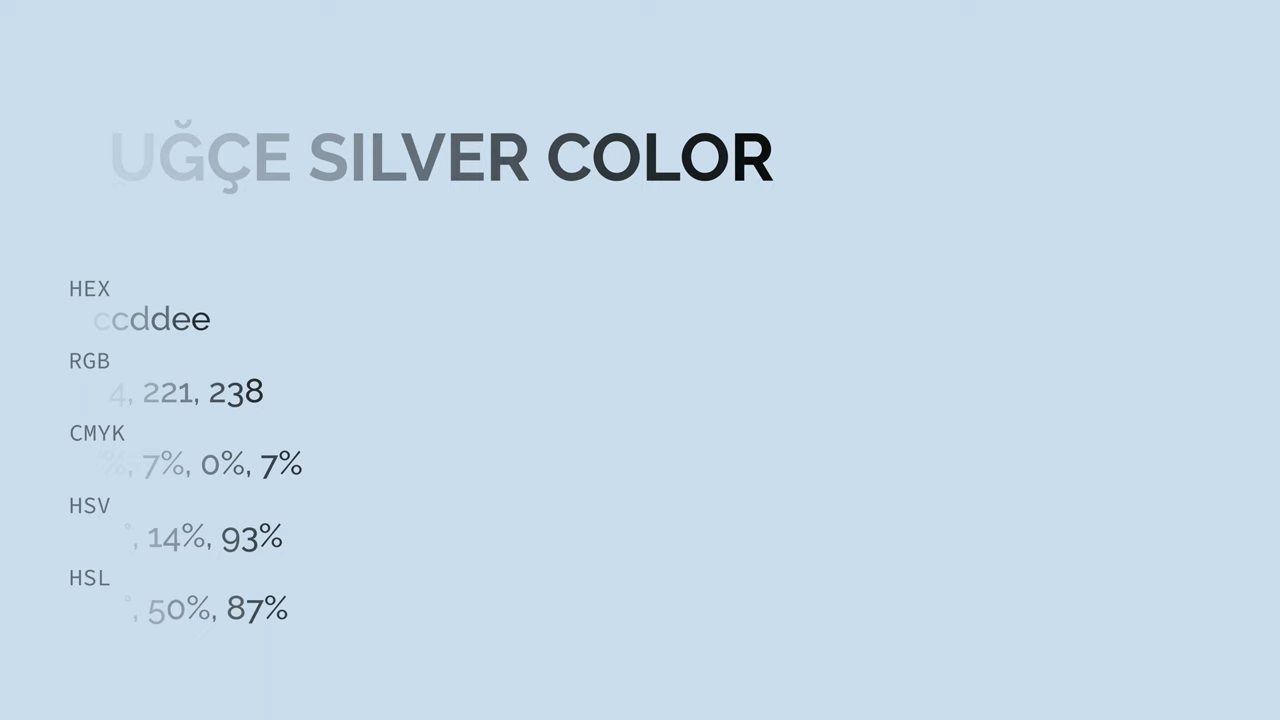 UĞÇE SILVER COLOR
HEX
ccddee
RGB
4, 221, 238
CMYK
%, 7%, 0%, 7%
HSV
°, 14%, 93%
HSL
°, 50%, 87%